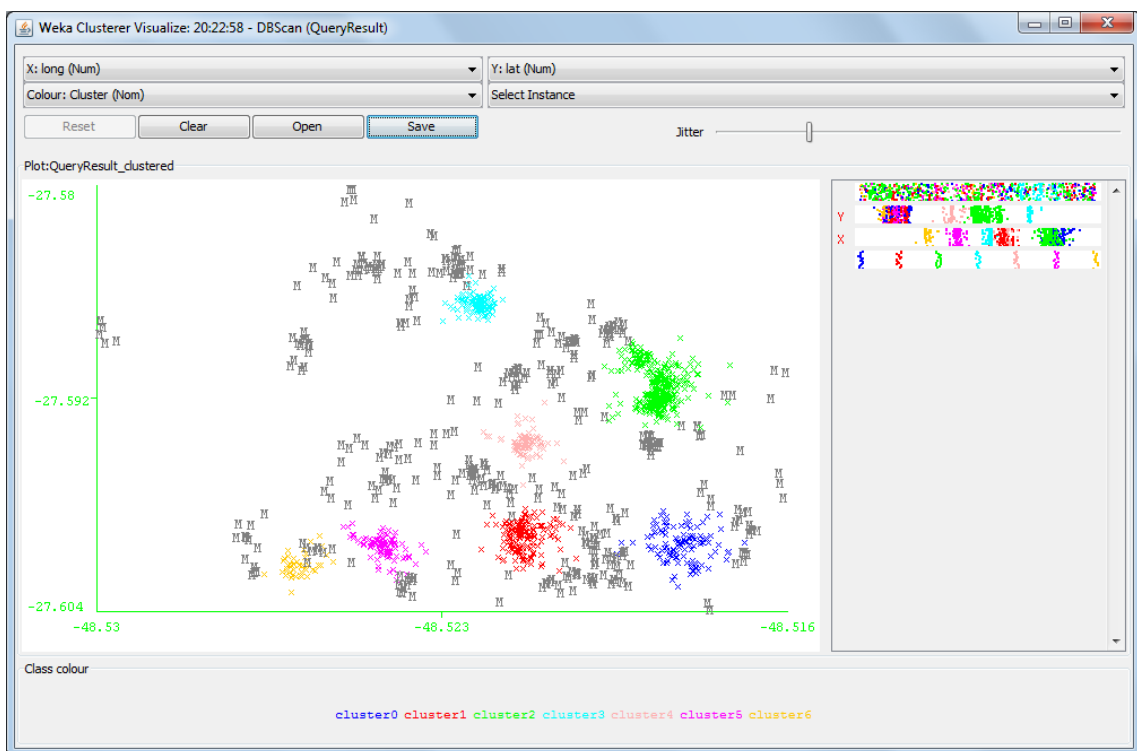 Weka Clusterer Visualize: 20:22:58 - DBScan (QueryResult)
X: long (Num) Y: lat (Num)
Colour: Cluster (Nom) Select Instance
Reset Clear Open Save Jitter
Plot:QueryResult_clustered
-27.58
-27.592
-27.604
-48.53 -48.523 -48.516
Y
X
Class colour
cluster0 cluster1 cluster2 cluster3 cluster4 cluster5 cluster6